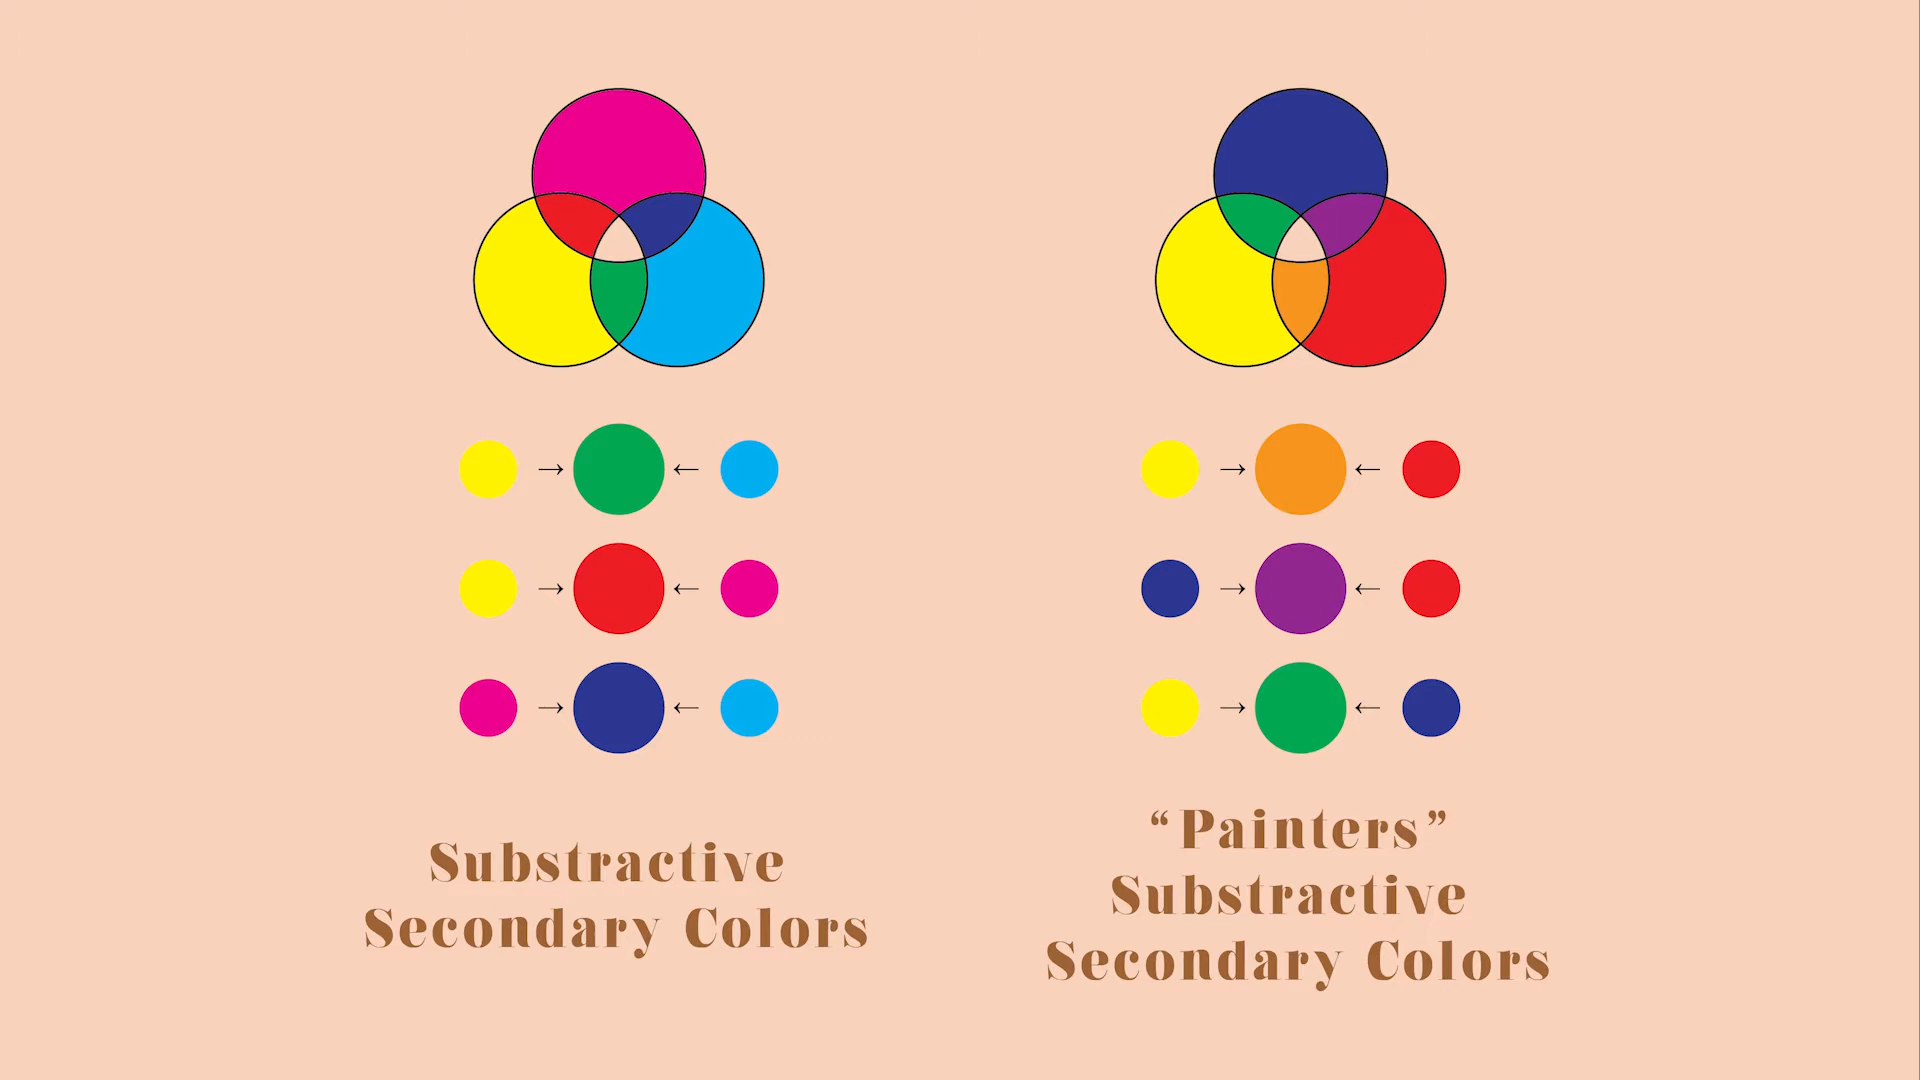 Substractive
Secondary Colors
“Painters”
Substractive
Secondary Colors